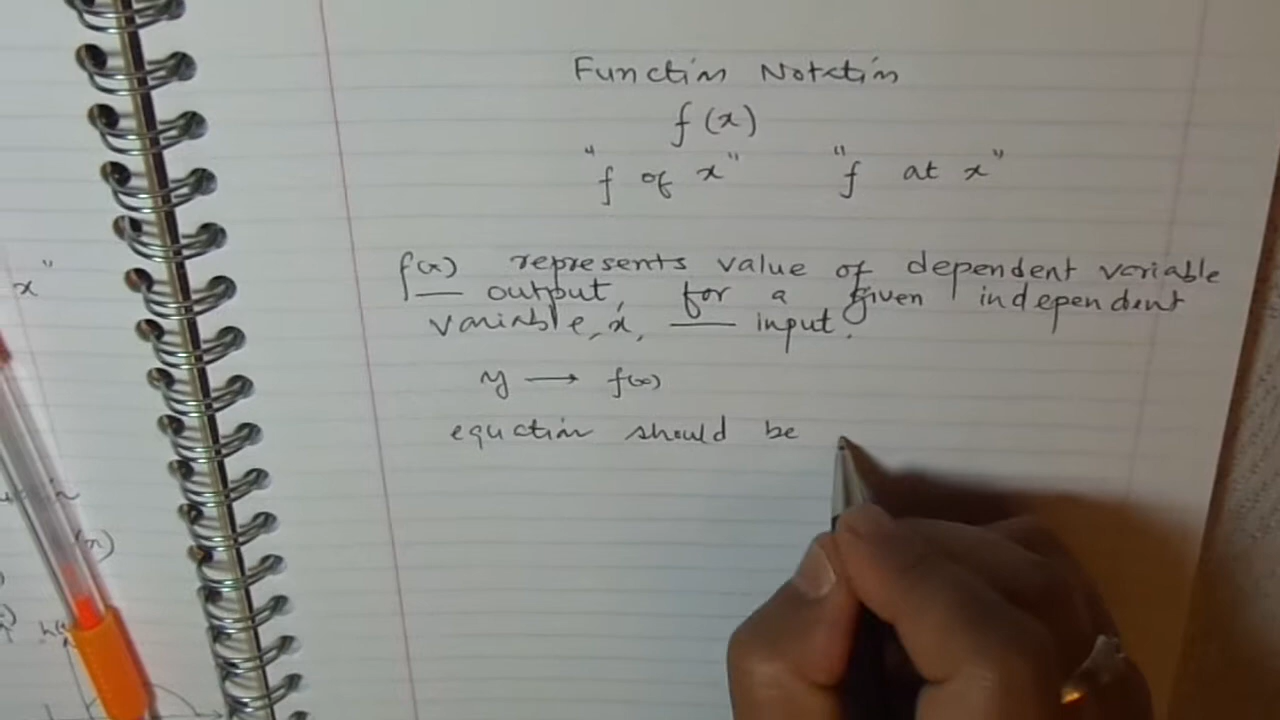 Function Notation
f(x)
"f of x" "f at x"
f(x) represents value of dependent variable
— output, for a given independent
variable, x, — input.
y → f(x)
equation should be
x"
(x)